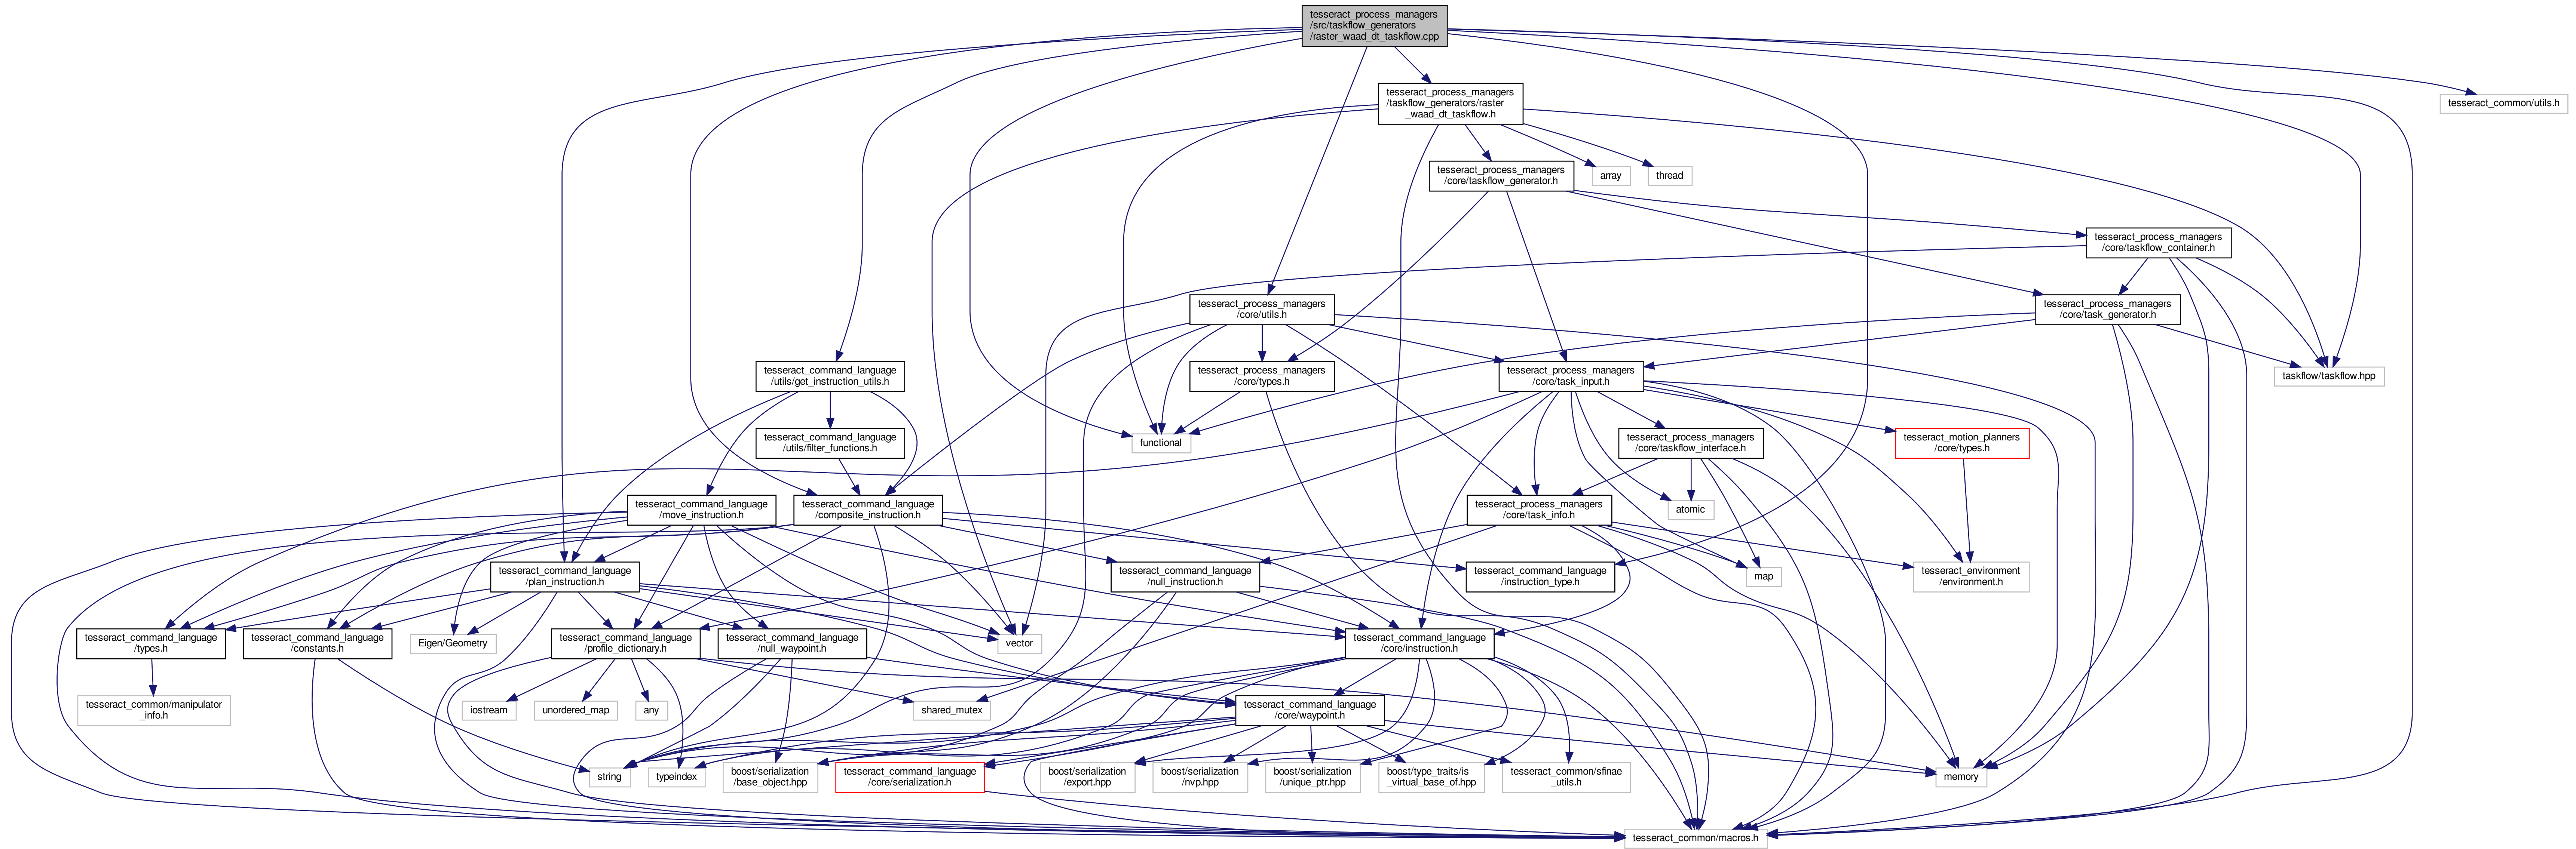 tesseract_process_managers
/src/taskflow_generators
/raster_waad_dt_taskflow.cpp
tesseract_process_managers
/taskflow_generators/raster
_waad_dt_taskflow.h
tesseract_common/utils.h
tesseract_process_managers
/core/taskflow_generator.h
array
thread
tesseract_process_managers
/core/taskflow_container.h
tesseract_process_managers
/core/utils.h
tesseract_process_managers
/core/task_generator.h
tesseract_command_language
/utils/get_instruction_utils.h
tesseract_process_managers
/core/types.h
tesseract_process_managers
/core/task_input.h
taskflow/taskflow.hpp
tesseract_command_language
/utils/filter_functions.h
functional
tesseract_process_managers
/core/taskflow_interface.h
tesseract_motion_planners
/core/types.h
tesseract_command_language
/move_instruction.h
tesseract_command_language
/composite_instruction.h
tesseract_process_managers
/core/task_info.h
atomic
tesseract_command_language
/plan_instruction.h
tesseract_command_language
/null_instruction.h
tesseract_command_language
/instruction_type.h
map
tesseract_environment
/environment.h
tesseract_command_language
/types.h
tesseract_command_language
/constants.h
Eigen/Geometry
tesseract_command_language
/profile_dictionary.h
tesseract_command_language
/null_waypoint.h
vector
tesseract_command_language
/core/instruction.h
tesseract_common/manipulator
_info.h
iostream
unordered_map
any
shared_mutex
tesseract_command_language
/core/waypoint.h
string
typeindex
boost/serialization
/base_object.hpp
tesseract_command_language
/core/serialization.h
boost/serialization
/export.hpp
boost/serialization
/nvp.hpp
boost/serialization
/unique_ptr.hpp
boost/type_traits/is
_virtual_base_of.hpp
tesseract_common/sfinae
_utils.h
memory
tesseract_common/macros.h